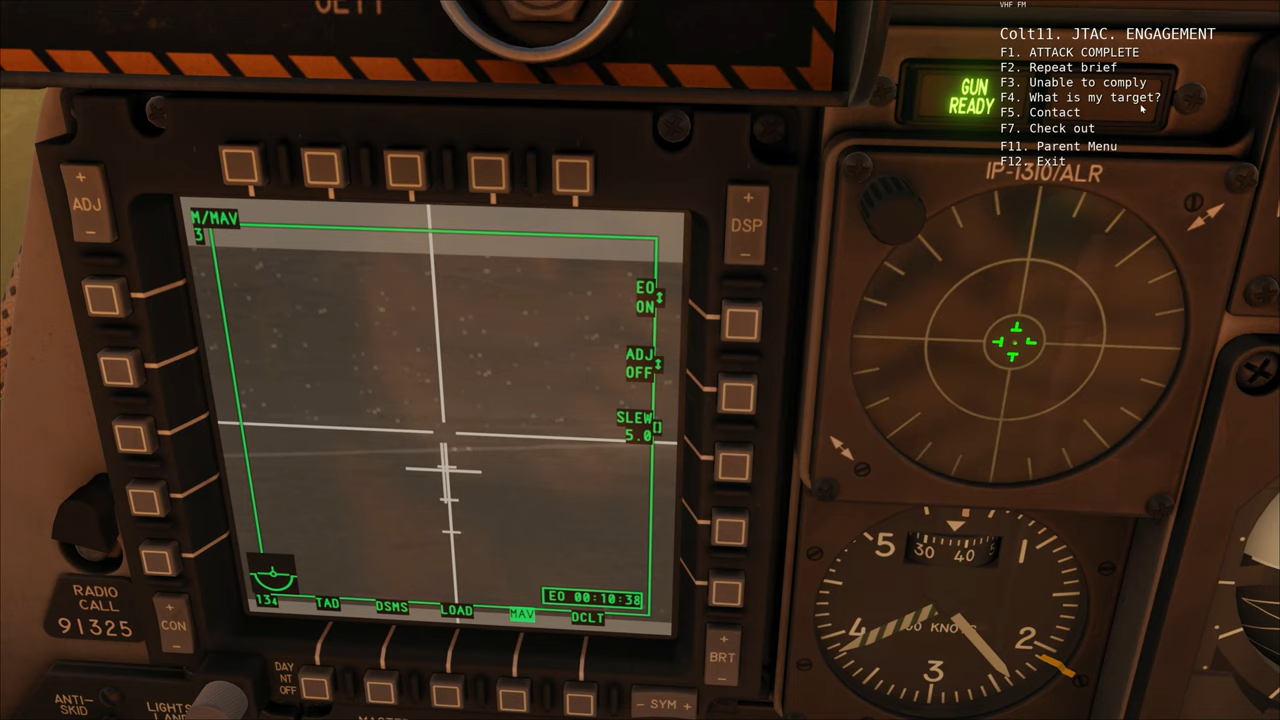 JETT
VHF FM
Colt11. JTAC. ENGAGEMENT
F1. ATTACK COMPLETE
F2. Repeat brief
F3. Unable to comply
F4. What is my target?
F5. Contact
F7. Check out
F11. Parent Menu
F12. Exit
GUN
READY
IP-1310/ALR
+
ADJ
-
+
DSP
-
M/MAV
3
EO
ON
ADJ
OFF
SLEW
5.0
EO 00:10:38
134
TAD
DSMS
LOAD
MAV
DCLT
RADIO
CALL
91325
+
CON
-
+
BRT
-
DAY
NT
OFF
- SYM +
ANTI-
SKID
LIGHTS
5
30
40
1
4
KNOTS
2
3